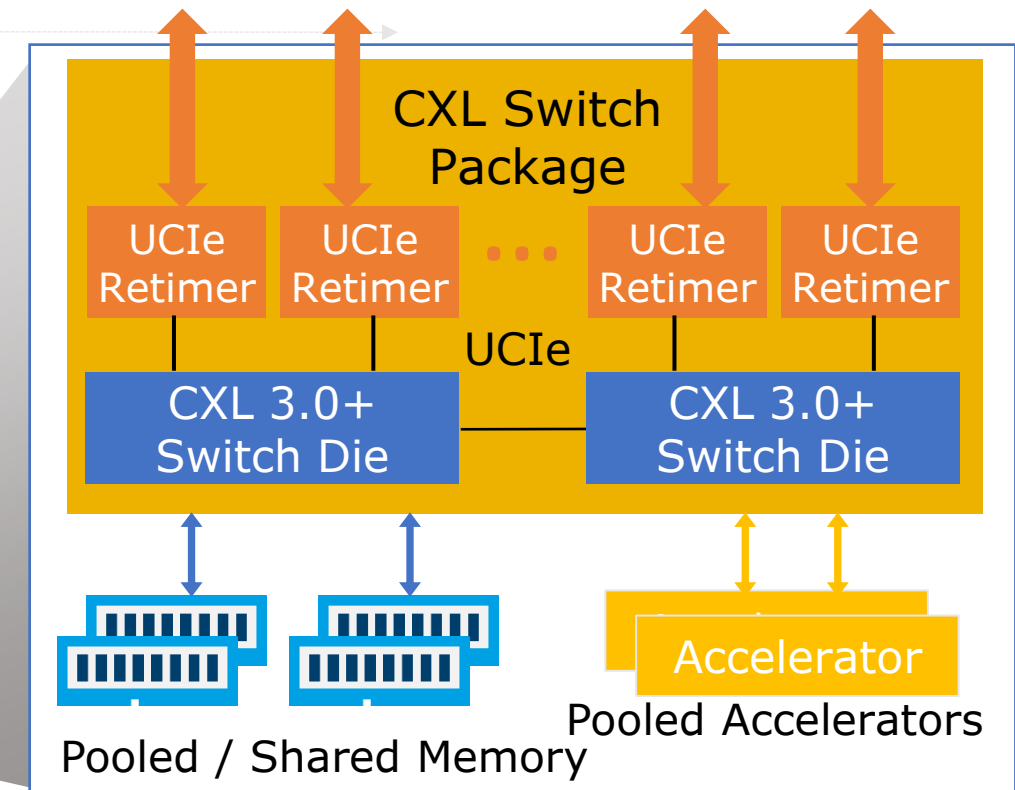 CXL Switch
Package
UCIe
Retimer
UCIe
Retimer
...
UCIe
Retimer
UCIe
Retimer
UCIe
CXL 3.0+
Switch Die
CXL 3.0+
Switch Die
Accelerator
Pooled Accelerators
Pooled / Shared Memory